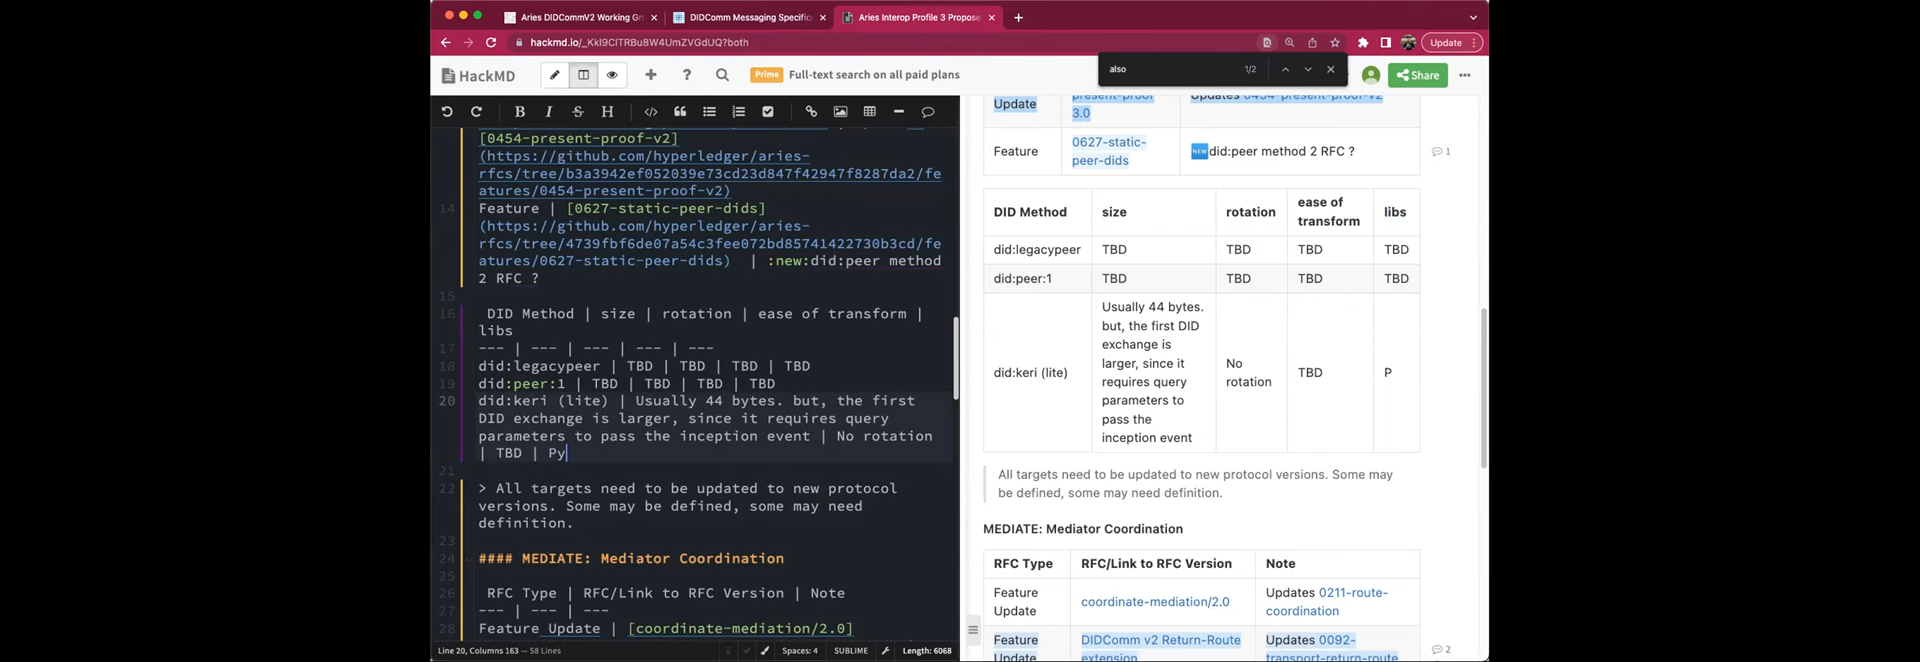 Aries DIDCommV2 Working Gr
DIDComm Messaging Specific
Aries Interop Profile 3 Propose
hackmd.io/_KkI9ClTRBu8W4UmZVGdUQ?both
Update
also
1/2
HackMD
Prime
Full-text search on all paid plans
Share
[0454-present-proof-v2]
(https://github.com/hyperledger/aries-
rfcs/tree/b3a3942ef052039e73cd23d847f42947f8287da2/fe
atures/0454-present-proof-v2)
14 Feature | [0627-static-peer-dids]
(https://github.com/hyperledger/aries-
rfcs/tree/4739fbf6de07a54c3fee072bd85741422730b3cd/fe
atures/0627-static-peer-dids) | :new:did:peer method
2 RFC ?
15
16 DID Method | size | rotation | ease of transform |
libs
17 --- | --- | --- | --- | ---
18 did:legacypeer | TBD | TBD | TBD | TBD
19 did:peer:1 | TBD | TBD | TBD | TBD
20 did:keri (lite) | Usually 44 bytes. but, the first
DID exchange is larger, since it requires query
parameters to pass the inception event | No rotation
| TBD | Py
21
22 > All targets need to be updated to new protocol
versions. Some may be defined, some may need
definition.
23
24 #### MEDIATE: Mediator Coordination
25
26 RFC Type | RFC/Link to RFC Version | Note
27 --- | --- | ---
28 Feature Update | [coordinate-mediation/2.0]
Line 20, Columns 163 — 58 Lines
Spaces: 4
SUBLIME
Length: 6068
Update
present-proof
3.0
Updates 0454-present-proof-v2
Feature
0627-static-
peer-dids
NEW did:peer method 2 RFC ?
1
DID Method
size
rotation
ease of
transform
libs
did:legacypeer
TBD
TBD
TBD
TBD
did:peer:1
TBD
TBD
TBD
TBD
did:keri (lite)
Usually 44 bytes.
but, the first DID
exchange is
larger, since it
requires query
parameters to
pass the
inception event
No
rotation
TBD
P
All targets need to be updated to new protocol versions. Some may
be defined, some may need definition.
MEDIATE: Mediator Coordination
RFC Type
RFC/Link to RFC Version
Note
Feature
Update
coordinate-mediation/2.0
Updates 0211-route-
coordination
Feature
Update
DIDComm v2 Return-Route
extension
Updates 0092-
transport-return-route
2